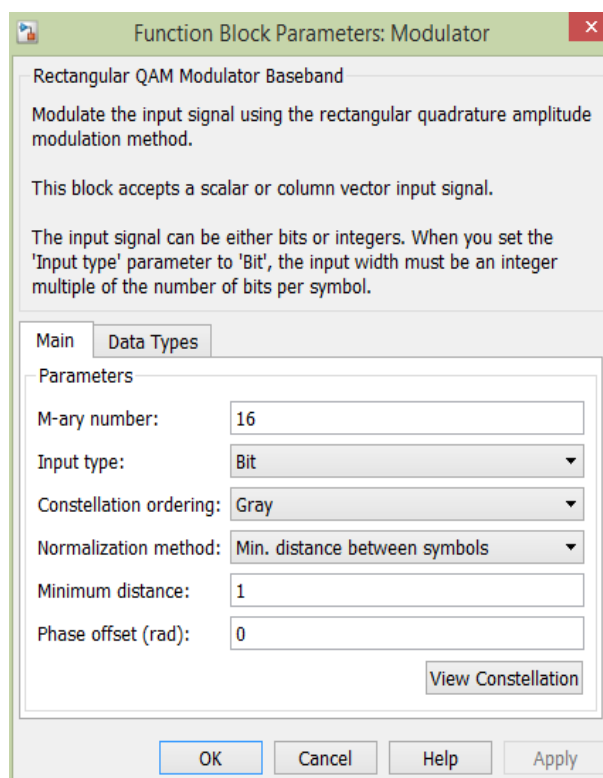 Function Block Parameters: Modulator
Rectangular QAM Modulator Baseband
Modulate the input signal using the rectangular quadrature amplitude
modulation method.
This block accepts a scalar or column vector input signal.
The input signal can be either bits or integers. When you set the
'Input type' parameter to 'Bit', the input width must be an integer
multiple of the number of bits per symbol.
Main Data Types
Parameters
M-ary number: 16
Input type: Bit
Constellation ordering: Gray
Normalization method: Min. distance between symbols
Minimum distance: 1
Phase offset (rad): 0
View Constellation
OK Cancel Help Apply